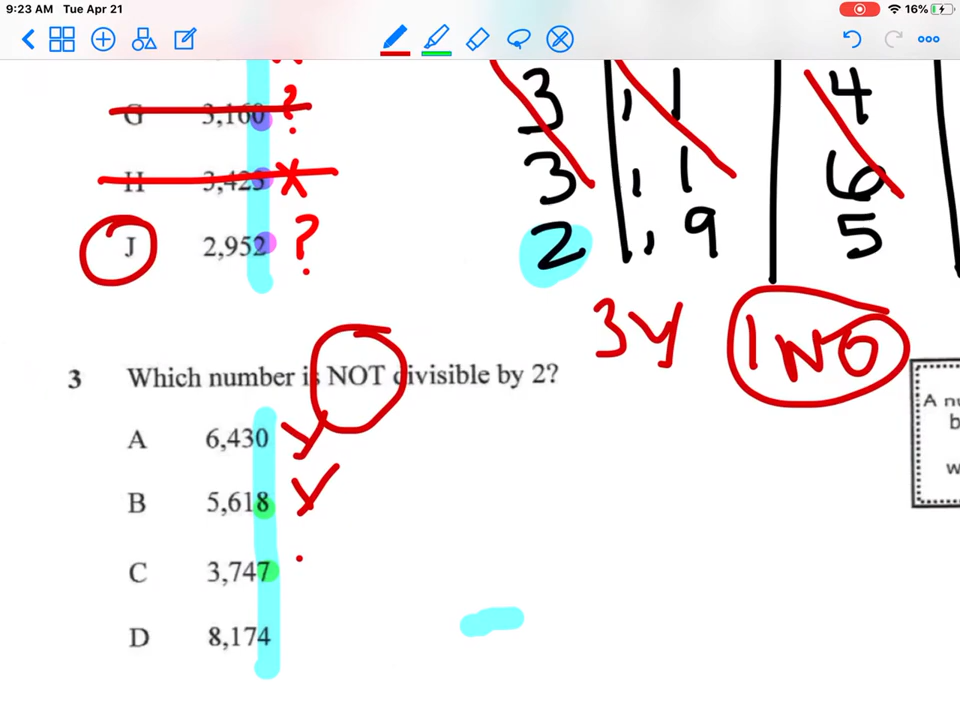 9:23 AM Tue Apr 21
16%
G 3,160 ?
H 3,423 X
J 2,952 ?
3 , 1 4
3 , 1 6
2 , 9 5
3Y 1 NO
3 Which number is NOT divisible by 2?
A 6,430 Y
B 5,618 Y
C 3,747
D 8,174
A nu
b
w